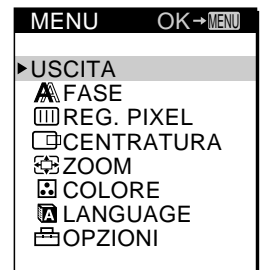 MENU OK→MENU
▶USCITA
FASE
REG. PIXEL
CENTRATURA
ZOOM
COLORE
LANGUAGE
OPZIONI